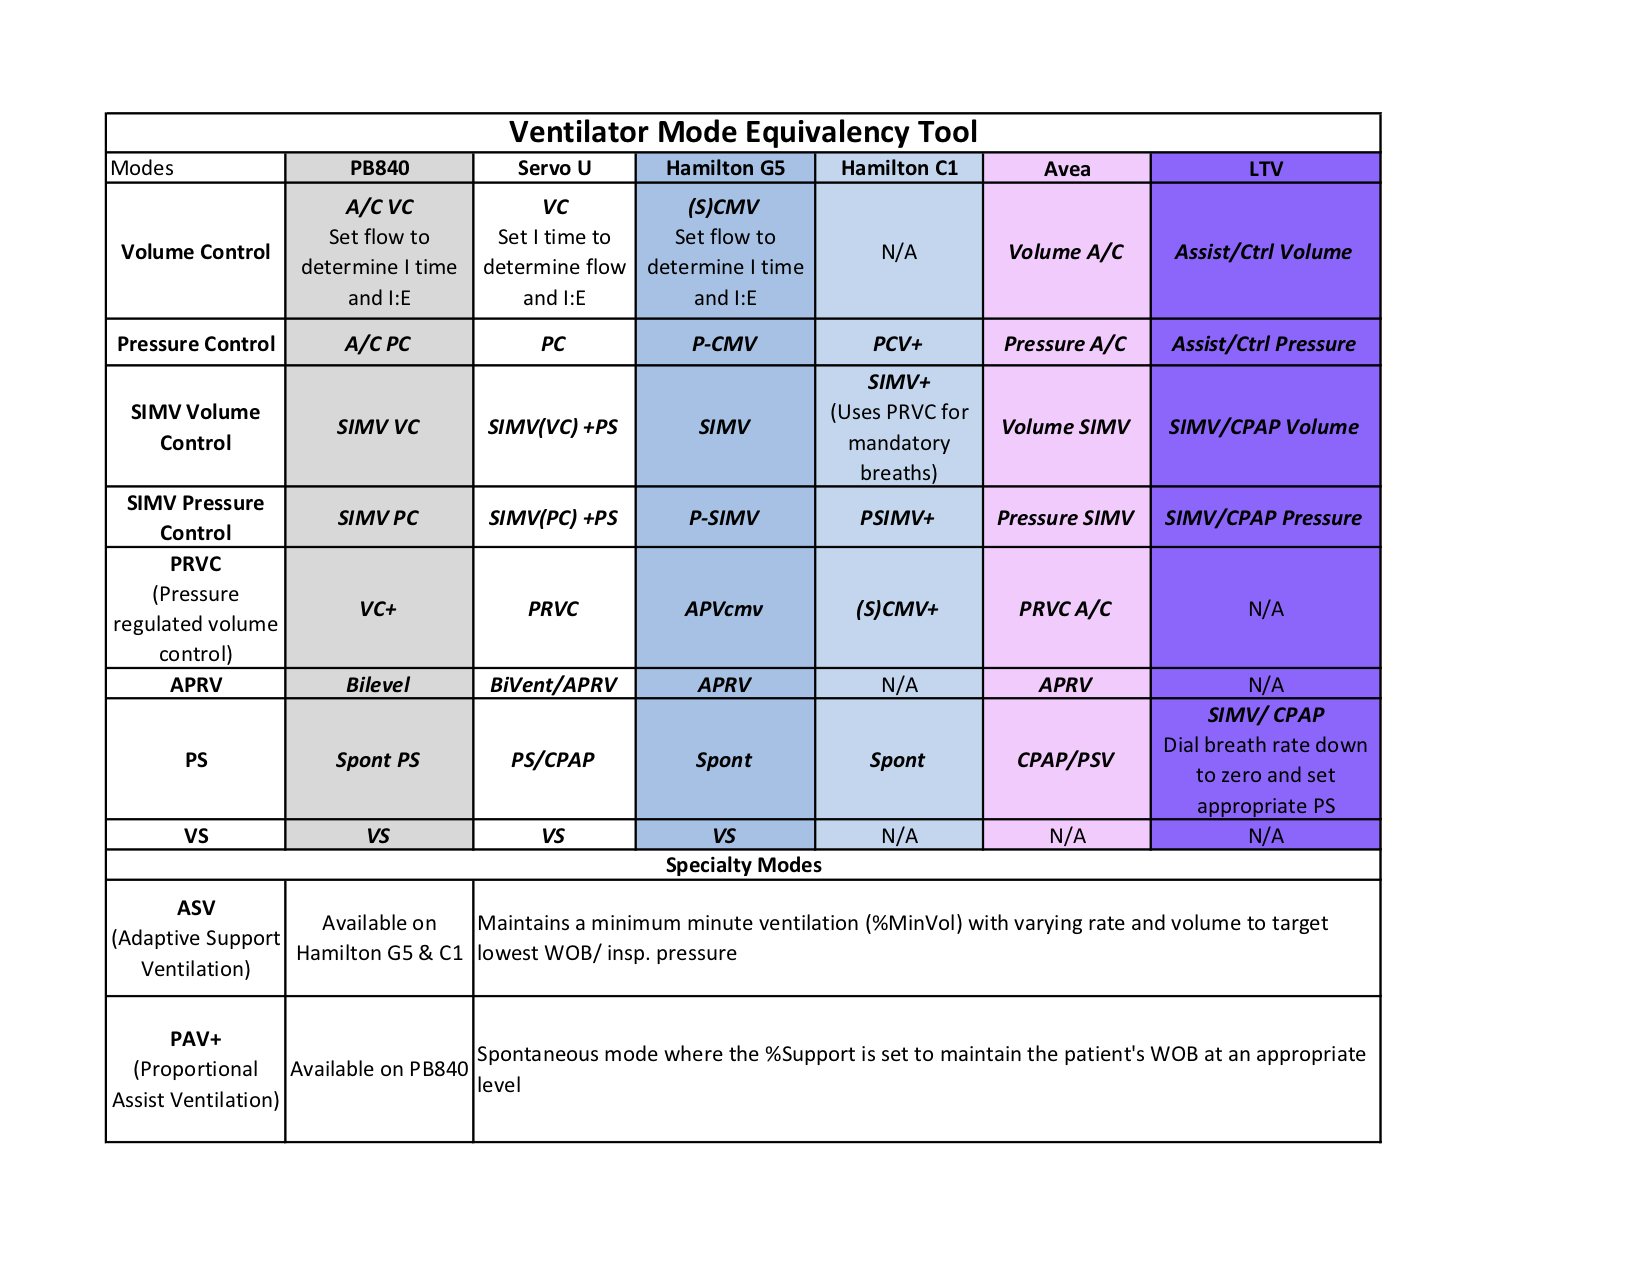 Ventilator Mode Equivalency Tool
Modes PB840 Servo U Hamilton G5 Hamilton C1 Avea LTV
Volume Control
A/C VC
Set flow to
determine I time
and I:E
VC
Set I time to
determine flow
and I:E
(S)CMV
Set flow to
determine I time
and I:E
N/A
Volume A/C
Assist/Ctrl Volume
Pressure Control A/C PC PC P-CMV PCV+ Pressure A/C Assist/Ctrl Pressure
SIMV Volume
Control
SIMV VC
SIMV(VC) +PS
SIMV
SIMV+
(Uses PRVC for
mandatory
breaths)
Volume SIMV
SIMV/CPAP Volume
SIMV Pressure
Control
SIMV PC
SIMV(PC) +PS
P-SIMV
PSIMV+
Pressure SIMV
SIMV/CPAP Pressure
PRVC
(Pressure
regulated volume
control)
VC+
PRVC
APVcmv
(S)CMV+
PRVC A/C
N/A
APRV Bilevel BiVent/APRV APRV N/A APRV N/A
PS
Spont PS
PS/CPAP
Spont
Spont
CPAP/PSV
SIMV/ CPAP
Dial breath rate down
to zero and set
appropriate PS
VS VS VS VS N/A N/A N/A
Specialty Modes
ASV
(Adaptive Support
Ventilation)
Available on
Hamilton G5 & C1
Maintains a minimum minute ventilation (%MinVol) with varying rate and volume to target
lowest WOB/ insp. pressure
PAV+
(Proportional
Assist Ventilation)
Available on PB840
Spontaneous mode where the %Support is set to maintain the patient's WOB at an appropriate
level